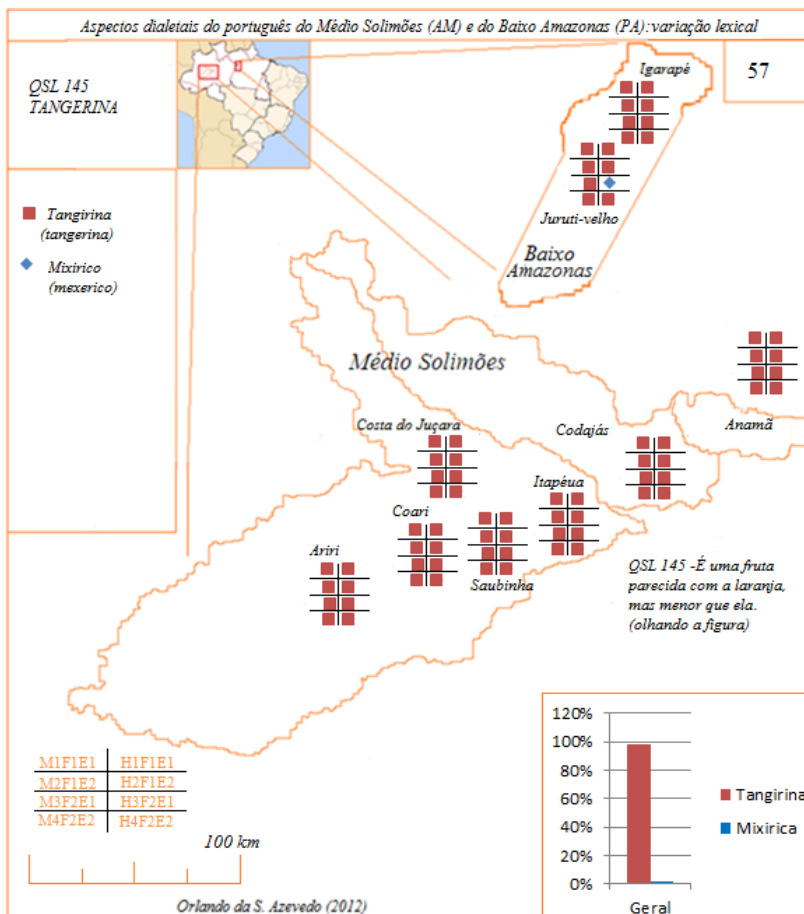 Aspectos dialetais do português do Médio Solimões (AM) e do Baixo Amazonas (PA):variação lexical
QSL 145
TANGERINA
57
Igarapé
Juruti-velho
Baixo
Amazonas
Tangirina
(tangerina)
Mixirico
(mexerico)
Médio Solimões
Costa do Juçara
Codajás
Anamã
Itapéua
Coari
Ariri
Saubinha
QSL 145 -É uma fruta
parecida com a laranja,
mas menor que ela.
(olhando a figura)
M1F1E1 H1F1E1
M2F1E2 H2F1E2
M3F2E1 H3F2E1
M4F2E2 H4F2E2
100 km
120%
100%
80%
60%
40%
20%
0%
Geral
Tangirina
Mixirica
Orlando da S. Azevedo (2012)